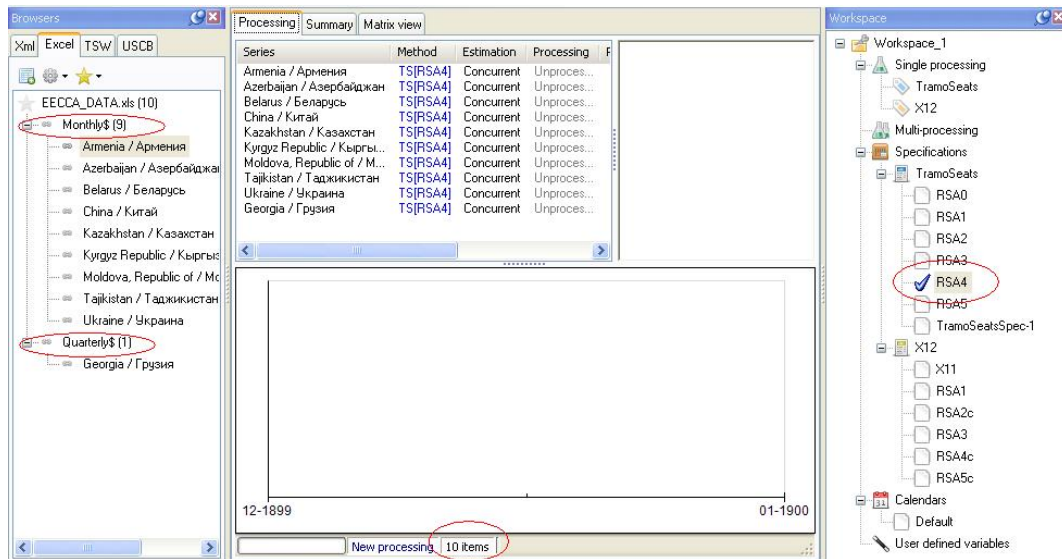 Browsers
Xml Excel TSW USCB
EECCA_DATA.xls (10)
Monthly$ (9)
Armenia / Армения
Azerbaijan / Азербайджа
Belarus / Беларусь
China / Китай
Kazakhstan / Казахстан
Kyrgyz Republic / Кыргыз
Moldova, Republic of / Мо
Tajikistan / Таджикистан
Ukraine / Украина
Quarterly$ (1)
Georgia / Грузия
Processing Summary Matrix view
Series Method Estimation Processing F
Armenia / Армения TS[RSA4] Concurrent Unproces...
Azerbaijan / Азербайджан TS[RSA4] Concurrent Unproces...
Belarus / Беларусь TS[RSA4] Concurrent Unproces...
China / Китай TS[RSA4] Concurrent Unproces...
Kazakhstan / Казахстан TS[RSA4] Concurrent Unproces...
Kyrgyz Republic / Кыргы... TS[RSA4] Concurrent Unproces...
Moldova, Republic of / М... TS[RSA4] Concurrent Unproces...
Tajikistan / Таджикистан TS[RSA4] Concurrent Unproces...
Ukraine / Украина TS[RSA4] Concurrent Unproces...
Georgia / Грузия TS[RSA4] Concurrent Unproces...
12-1899 01-1900
New processing 10 items
Workspace
Workspace_1
Single processing
TramoSeats
X12
Multi-processing
Specifications
TramoSeats
RSA0
RSA1
RSA2
RSA3
RSA4
RSA5
TramoSeatsSpec-1
X12
X11
RSA1
RSA2c
RSA3
RSA4c
RSA5c
Calendars
31
Default
User defined variables